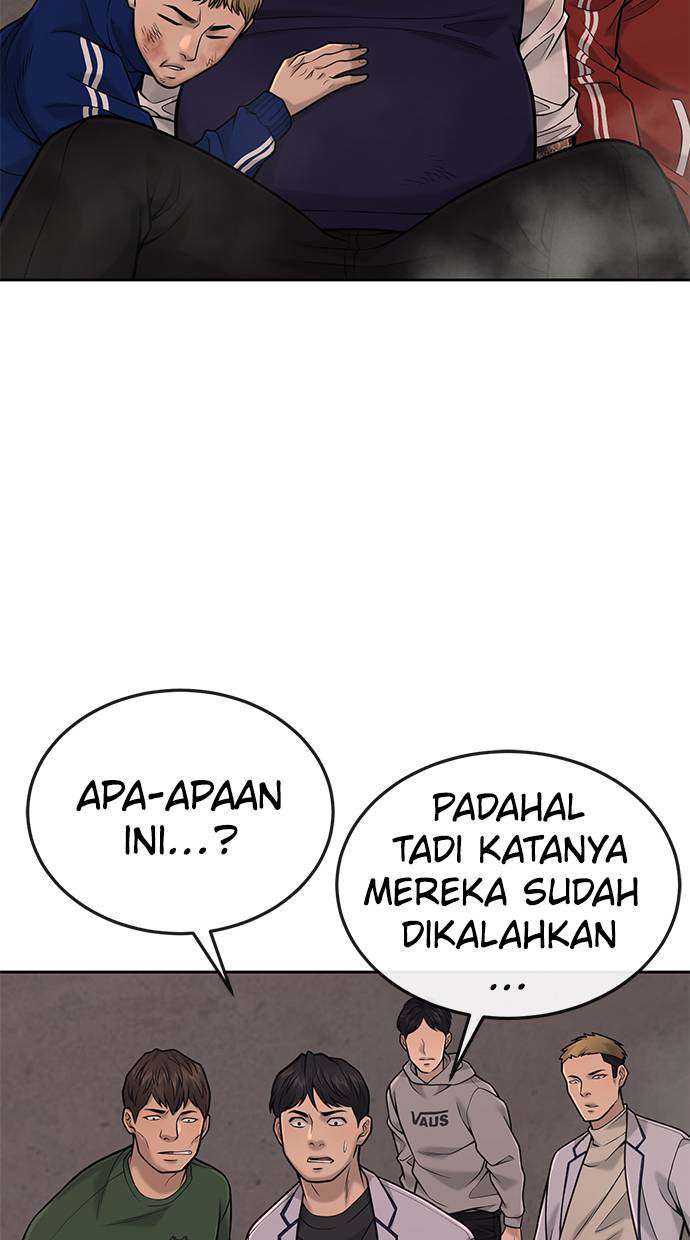 APA-APAAN
INI...?
PADAHAL
TADI KATANYA
MEREKA SUDAH
DIKALAHKAN
...
VAUS